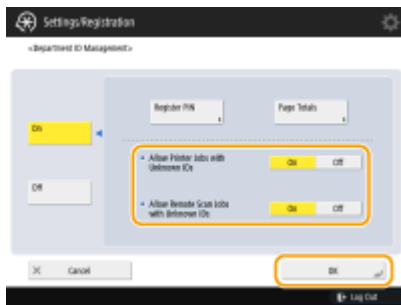 Settings/Registration
<Department ID Management>
Register PIN
Page Totals
On
Allow Printer Jobs with
Unknown IDs
On
Off
Off
Allow Remote Scan Jobs
with Unknown IDs
On
Off
Cancel
OK
Log Out